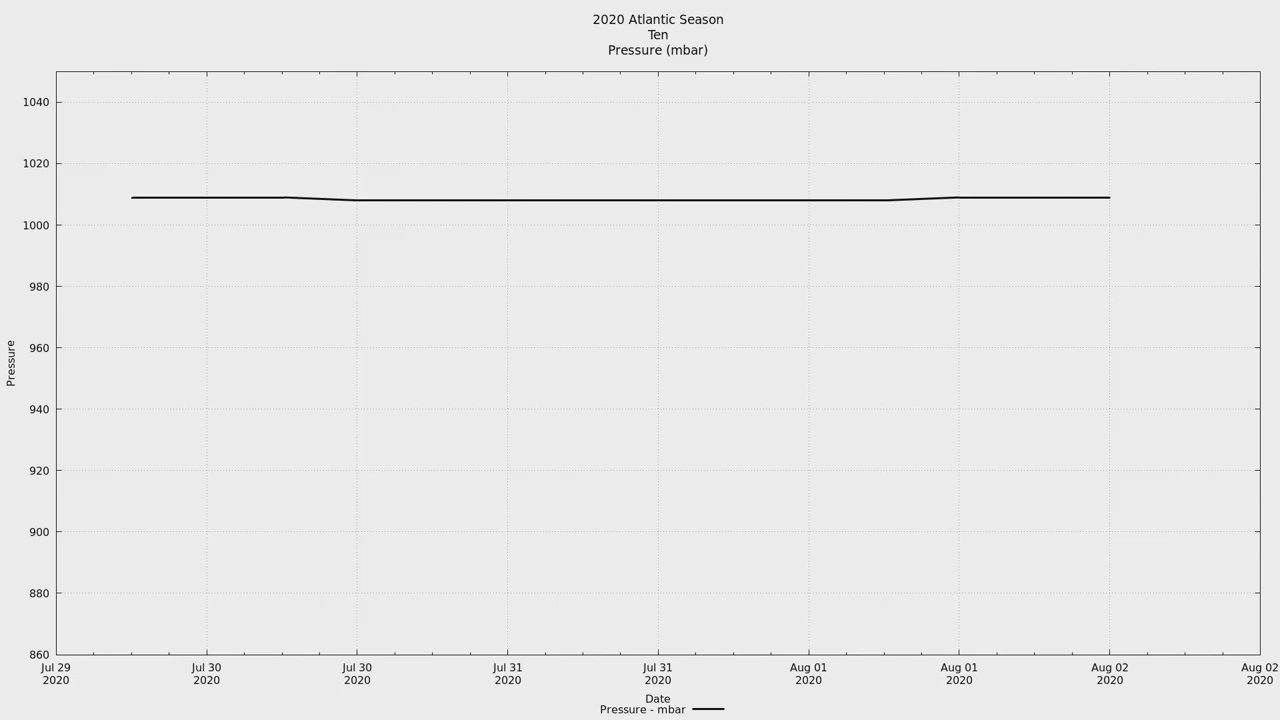 2020 Atlantic Season
Ten
Pressure (mbar)
1040
1020
1000
980
960
940
920
900
880
860
Pressure
Jul 29 2020
Jul 30 2020
Jul 30 2020
Jul 31 2020
Jul 31 2020
Aug 01 2020
Aug 01 2020
Aug 02 2020
Aug 02 2020
Date
Pressure - mbar